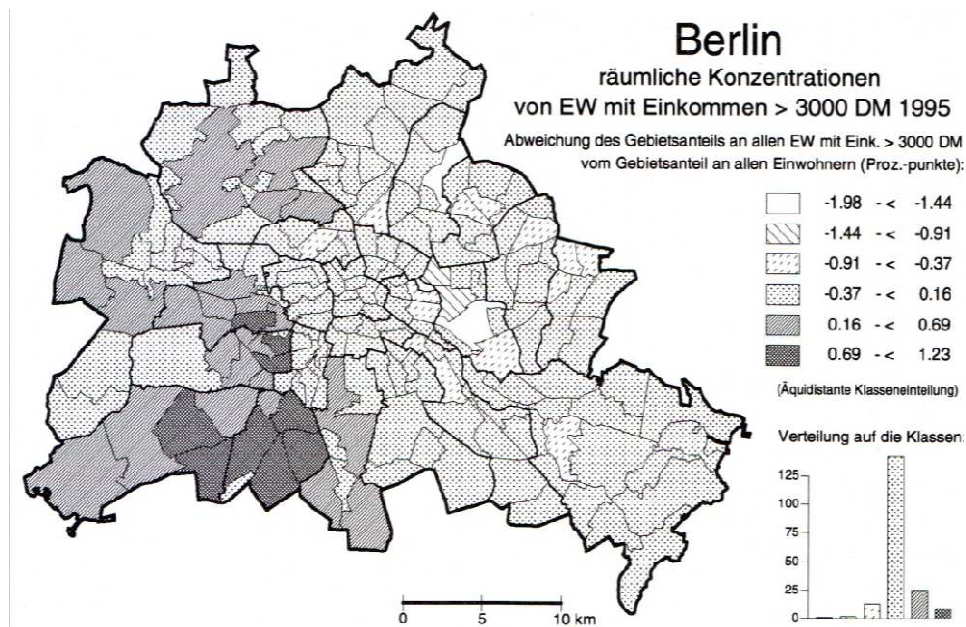 Berlin
räumliche Konzentrationen
von EW mit Einkommen > 3000 DM 1995
Abweichung des Gebietsanteils an allen EW mit Eink. > 3000 DM
vom Gebietsanteil an allen Einwohnern (Proz.-punkte):
-1.98 - < -1.44
-1.44 - < -0.91
-0.91 - < -0.37
-0.37 - < 0.16
0.16 - < 0.69
0.69 - < 1.23
(Äquidistante Klasseneinteilung)
Verteilung auf die Klassen:
125
100
75
50
25
0
0 5 10 km